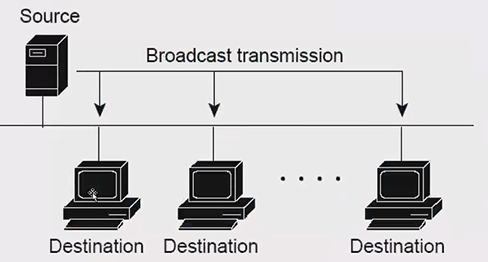 Source
Broadcast transmission
Destination
Destination
Destination